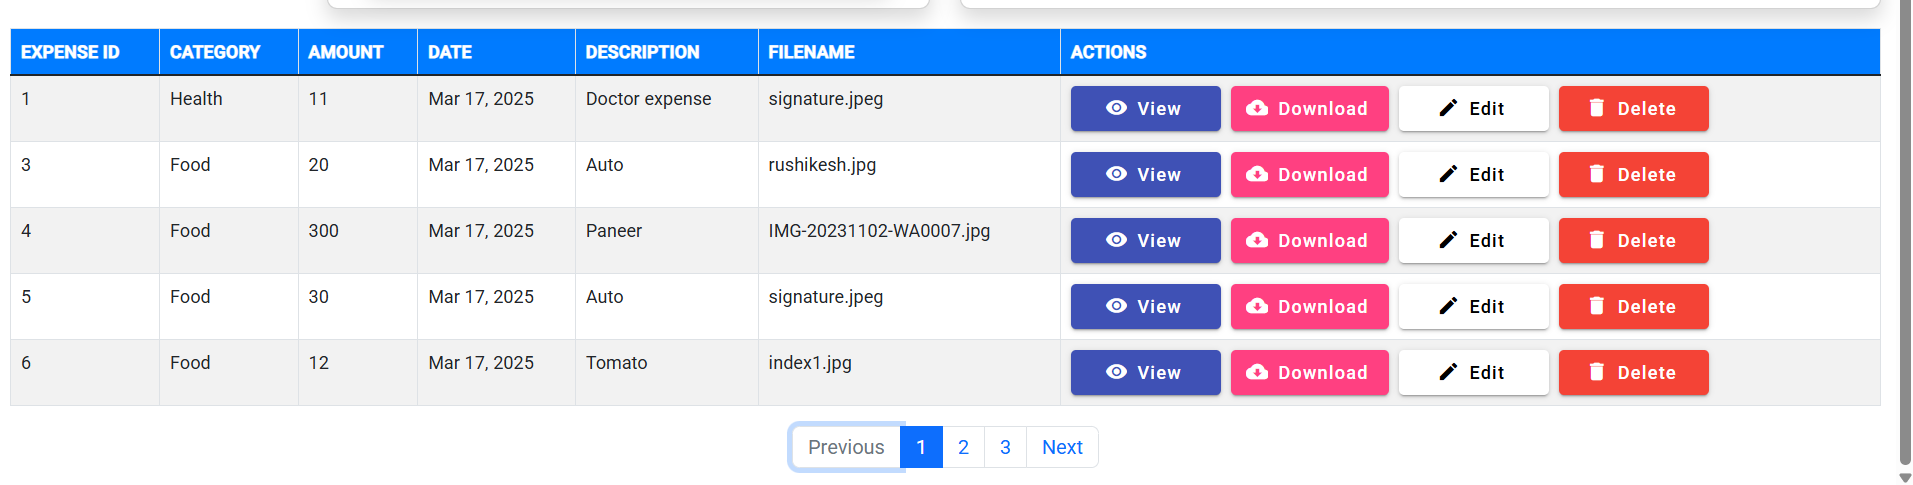 EXPENSE ID CATEGORY AMOUNT DATE DESCRIPTION FILENAME ACTIONS
1 Health 11 Mar 17, 2025 Doctor expense signature.jpeg View Download Edit Delete
3 Food 20 Mar 17, 2025 Auto rushikesh.jpg View Download Edit Delete
4 Food 300 Mar 17, 2025 Paneer IMG-20231102-WA0007.jpg View Download Edit Delete
5 Food 30 Mar 17, 2025 Auto signature.jpeg View Download Edit Delete
6 Food 12 Mar 17, 2025 Tomato index1.jpg View Download Edit Delete
Previous 1 2 3 Next